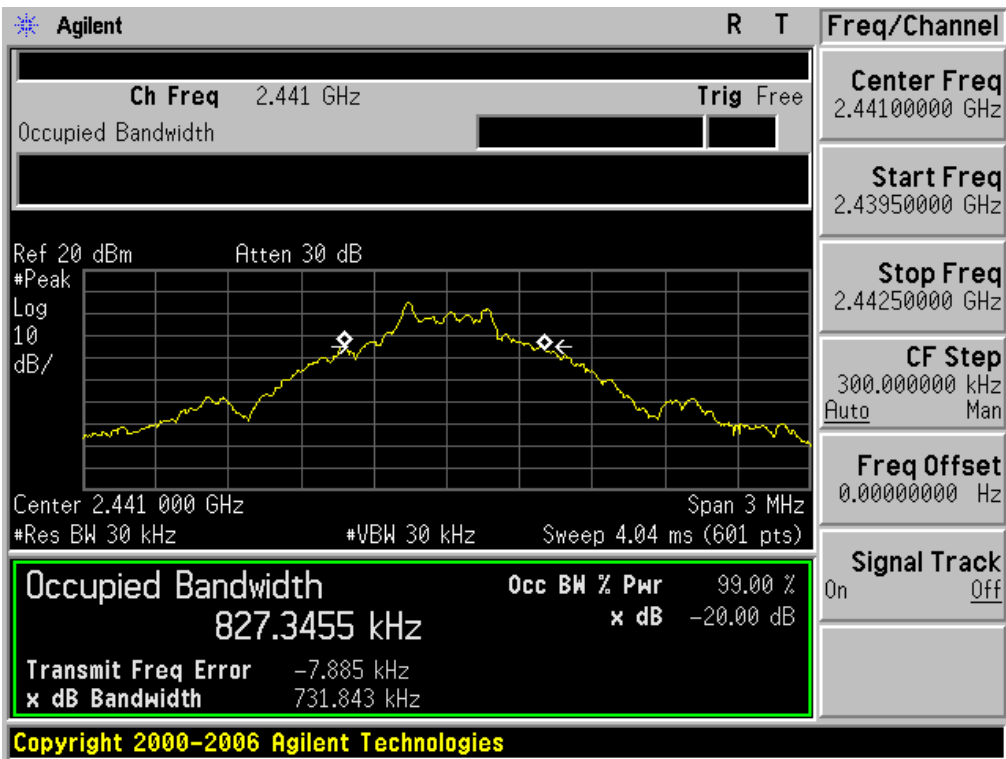 Agilent R T
Ch Freq 2.441 GHz Trig Free
Occupied Bandwidth
Ref 20 dBm Atten 30 dB
#Peak
Log
10
dB/
Center 2.441 000 GHz Span 3 MHz
#Res BW 30 kHz #VBW 30 kHz Sweep 4.04 ms (601 pts)
Occupied Bandwidth
827.3455 kHz
Occ BW % Pwr 99.00 %
x dB -20.00 dB
Transmit Freq Error -7.885 kHz
x dB Bandwidth 731.843 kHz
Copyright 2000-2006 Agilent Technologies
Freq/Channel
Center Freq
2.44100000 GHz
Start Freq
2.43950000 GHz
Stop Freq
2.44250000 GHz
CF Step
300.000000 kHz
Auto Man
Freq Offset
0.00000000 Hz
Signal Track
On Off